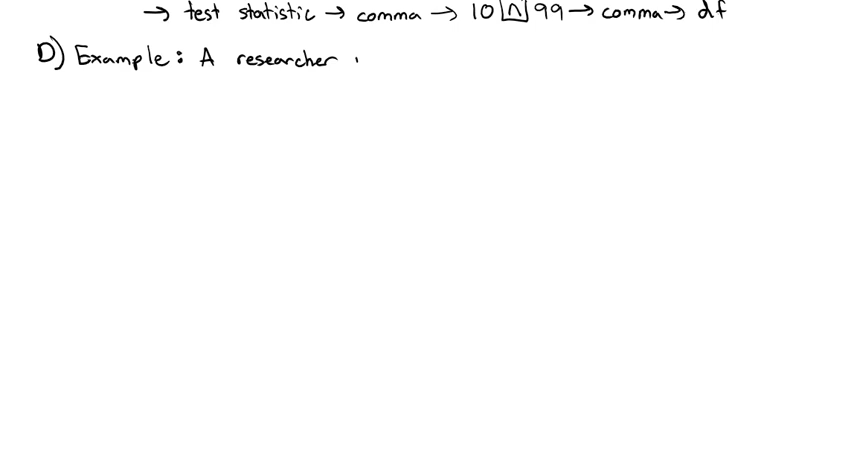 → test statistic → comma → 10 ^ 99 → comma → df
D) Example: A researcher